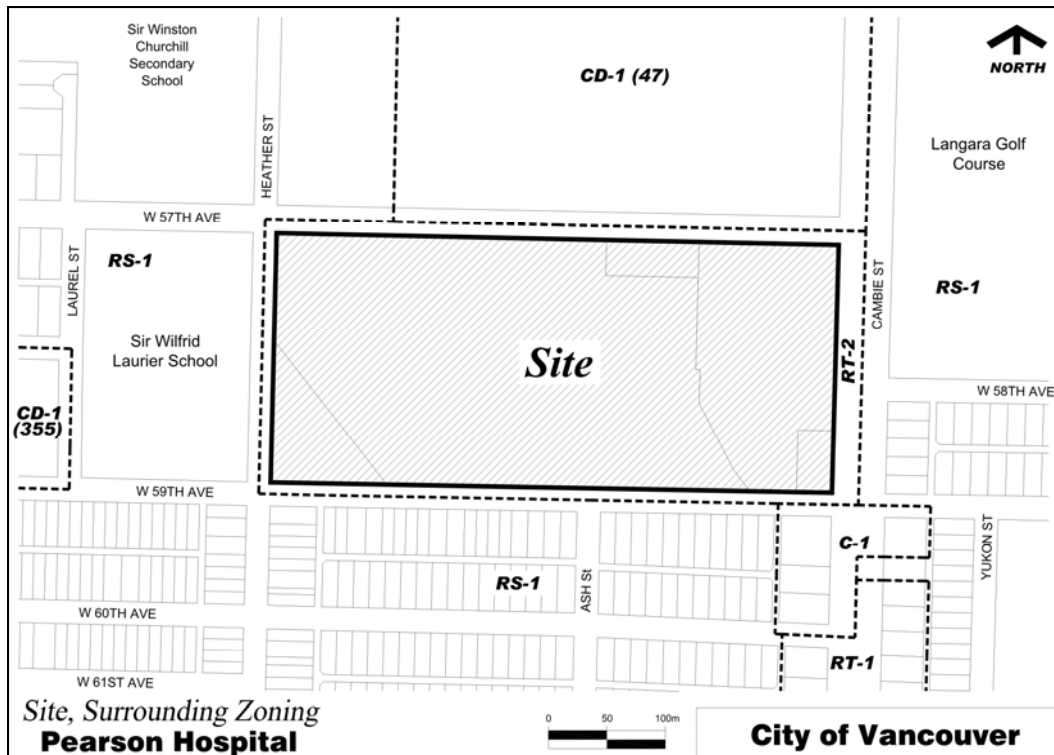 Sir Winston
Churchill
Secondary
School
CD-1 (47)
NORTH
HEATHER ST
Langara Golf
Course
W 57TH AVE
LAUREL ST
RS-1
CAMBIE ST
RS-1
Sir Wilfrid
Laurier School
Site
RT-2
W 58TH AVE
CD-1
(355)
W 59TH AVE
C-1
YUKON ST
RS-1
ASH St
W 60TH AVE
RT-1
W 61ST AVE
Site, Surrounding Zoning
Pearson Hospital
0 50 100m
City of Vancouver